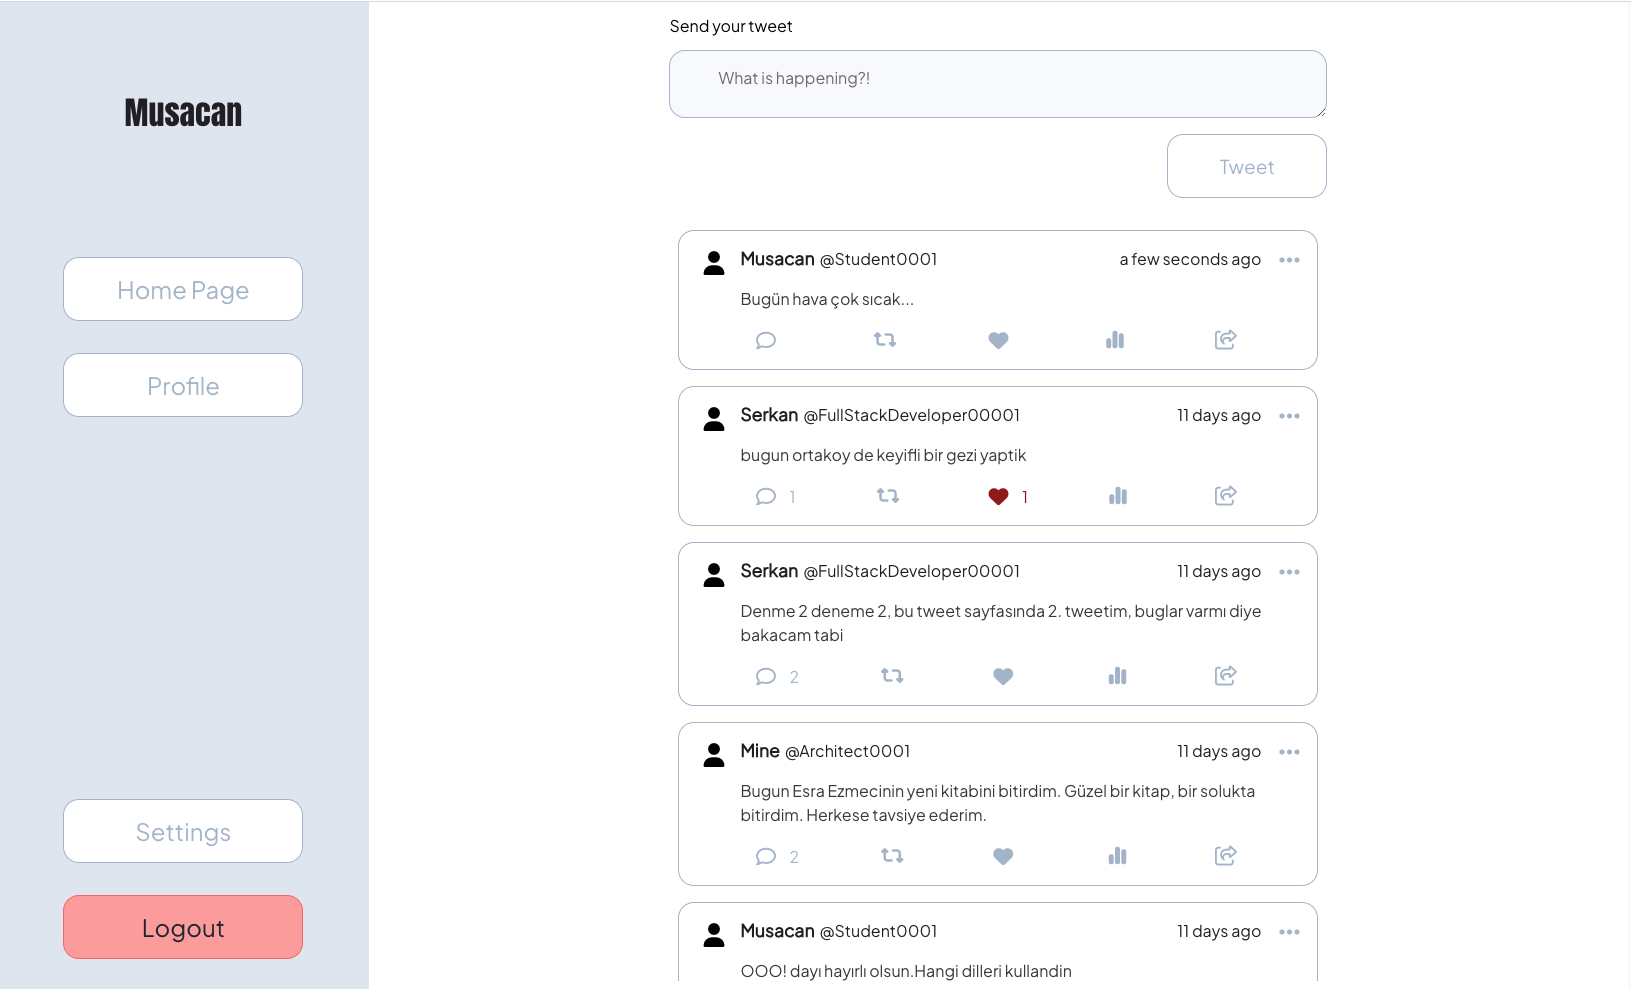 Musacan
Home Page
Profile
Settings
Logout
Send your tweet
What is happening?!
Tweet
Musacan @Student0001 a few seconds ago
Bugün hava çok sıcak...
Serkan @FullStackDeveloper00001 11 days ago
bugun ortakoy de keyifli bir gezi yaptik
1 1
Serkan @FullStackDeveloper00001 11 days ago
Denme 2 deneme 2, bu tweet sayfasında 2. tweetim, buglar varmı diye
bakacam tabi
2
Mine @Architect0001 11 days ago
Bugun Esra Ezmecinin yeni kitabini bitirdim. Güzel bir kitap, bir solukta
bitirdim. Herkese tavsiye ederim.
2
Musacan @Student0001 11 days ago
OOO! dayı hayırlı olsun.Hangi dilleri kullandin